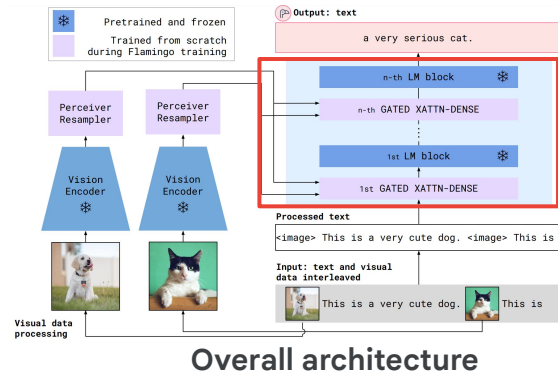 Pretrained and frozen
Trained from scratch
during Flamingo training
Output: text
a very serious cat.
n-th LM block
n-th GATED XATTN-DENSE
1st LM block
1st GATED XATTN-DENSE
Perceiver
Resampler
Perceiver
Resampler
Vision
Encoder
Vision
Encoder
Processed text
<image> This is a very cute dog. <image> This is
Input: text and visual
data interleaved
This is a very cute dog.
This is
Visual data
processing
Overall architecture